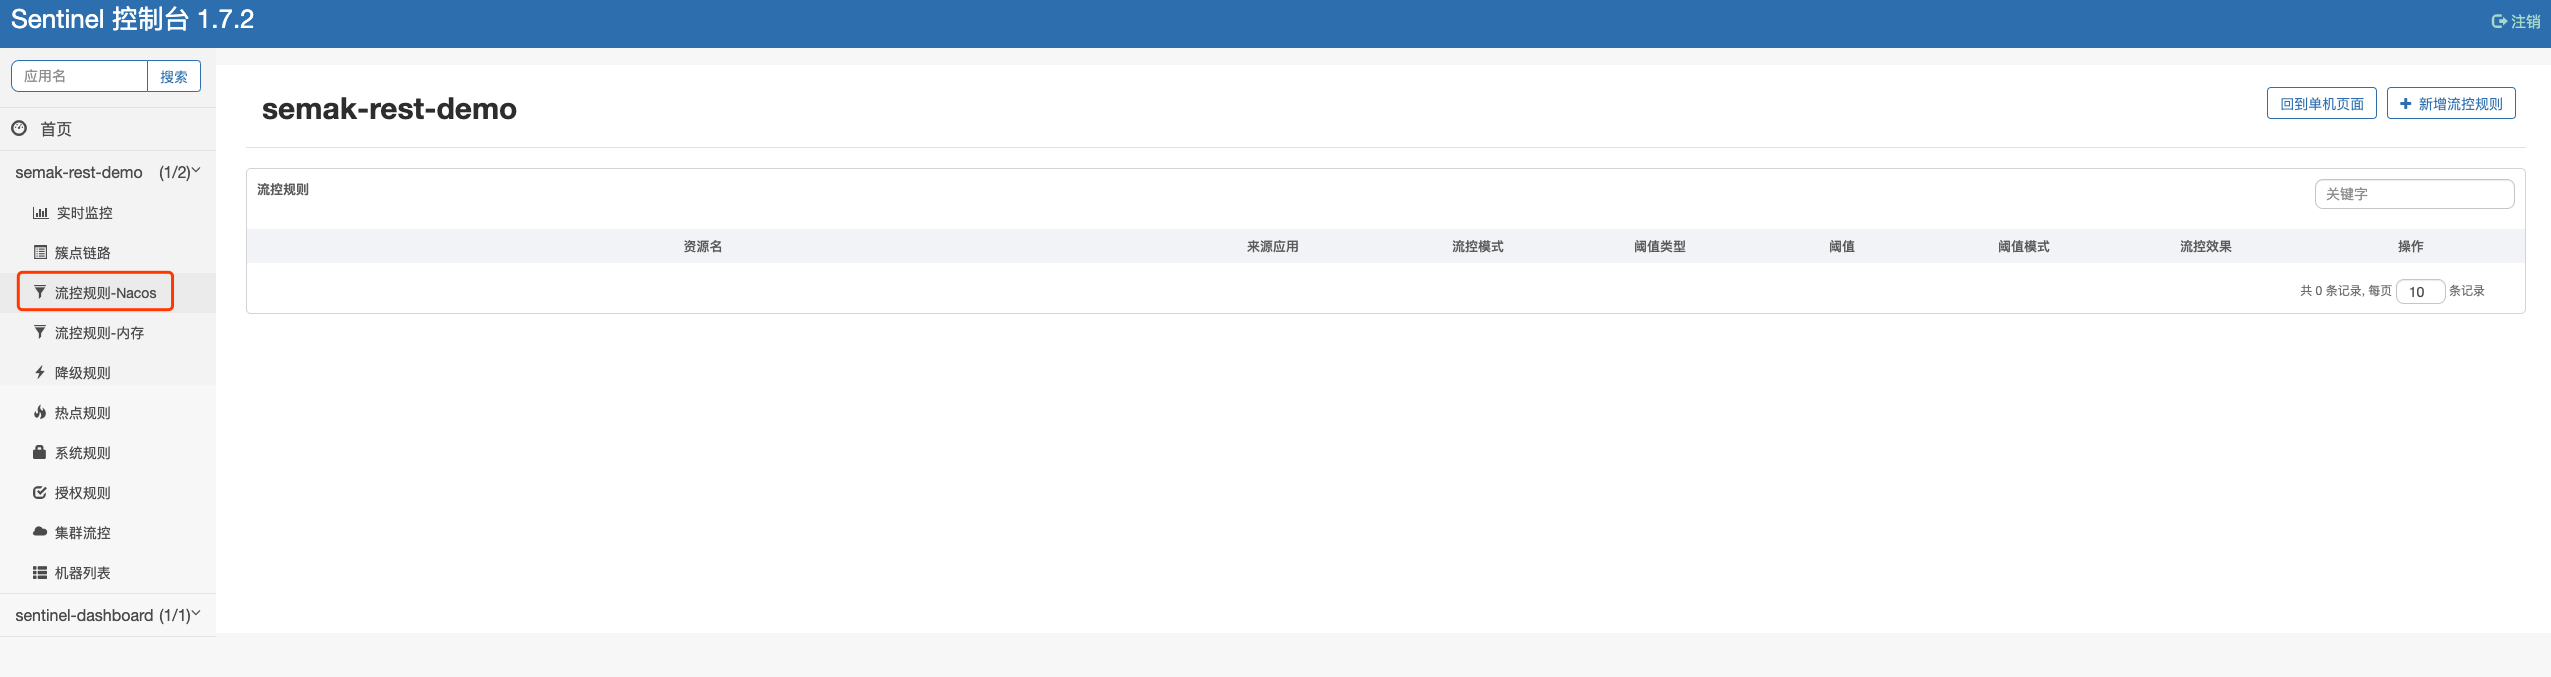 Sentinel 控制台 1.7.2
注销
应用名 搜索
首页
semak-rest-demo (1/2)
实时监控
簇点链路
流控规则-Nacos
流控规则-内存
降级规则
热点规则
系统规则
授权规则
集群流控
机器列表
sentinel-dashboard (1/1)
semak-rest-demo
回到单机页面 新增流控规则
流控规则
关键字
资源名 来源应用 流控模式 阈值类型 阈值 阈值模式 流控效果 操作
共 0 条记录, 每页 10 条记录